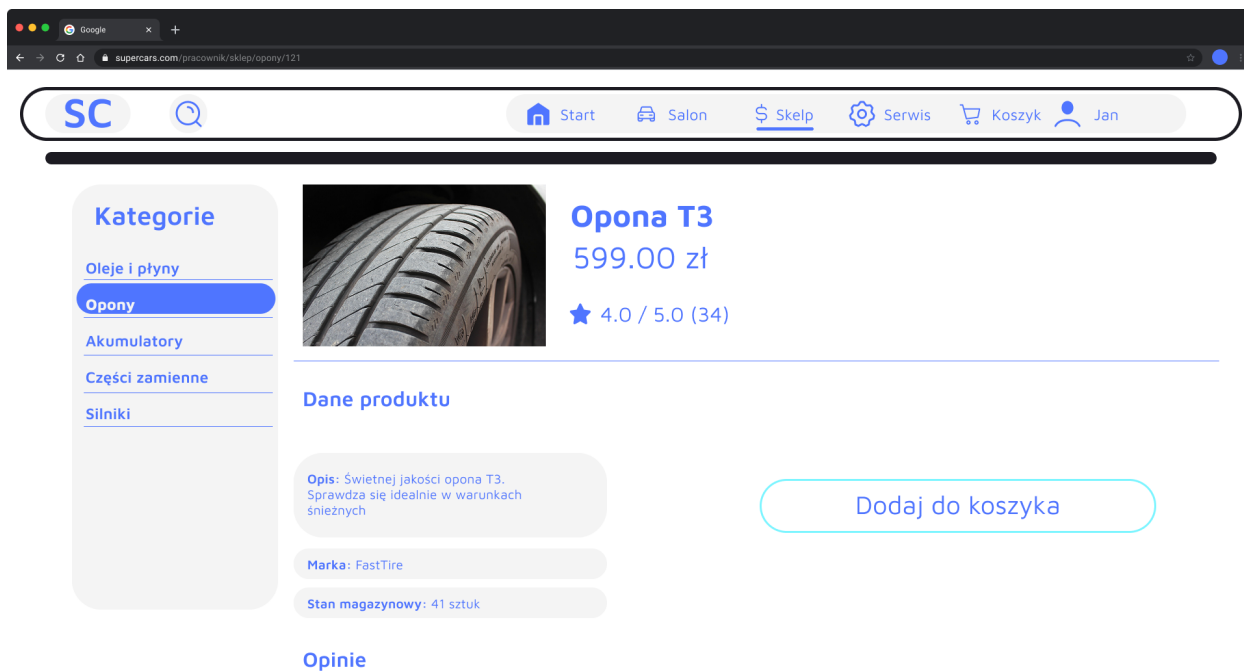 Google
supercars.com/pracownik/sklep/opony/121
SC
Start
Salon
Skelp
Serwis
Koszyk
Jan
Kategorie
Oleje i płyny
Opony
Akumulatory
Części zamienne
Silniki
Opona T3
599.00 zł
4.0 / 5.0 (34)
Dane produktu
Opis: Świetnej jakości opona T3.
Sprawdza się idealnie w warunkach
śnieżnych
Marka: FastTire
Stan magazynowy: 41 sztuk
Dodaj do koszyka
Opinie